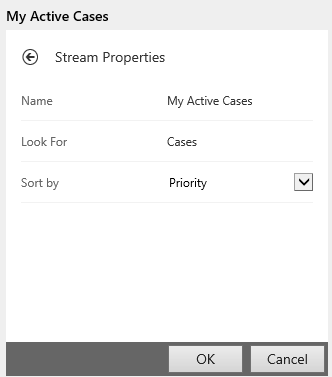 My Active Cases
Stream Properties
Name My Active Cases
Look For Cases
Sort by Priority
OK Cancel